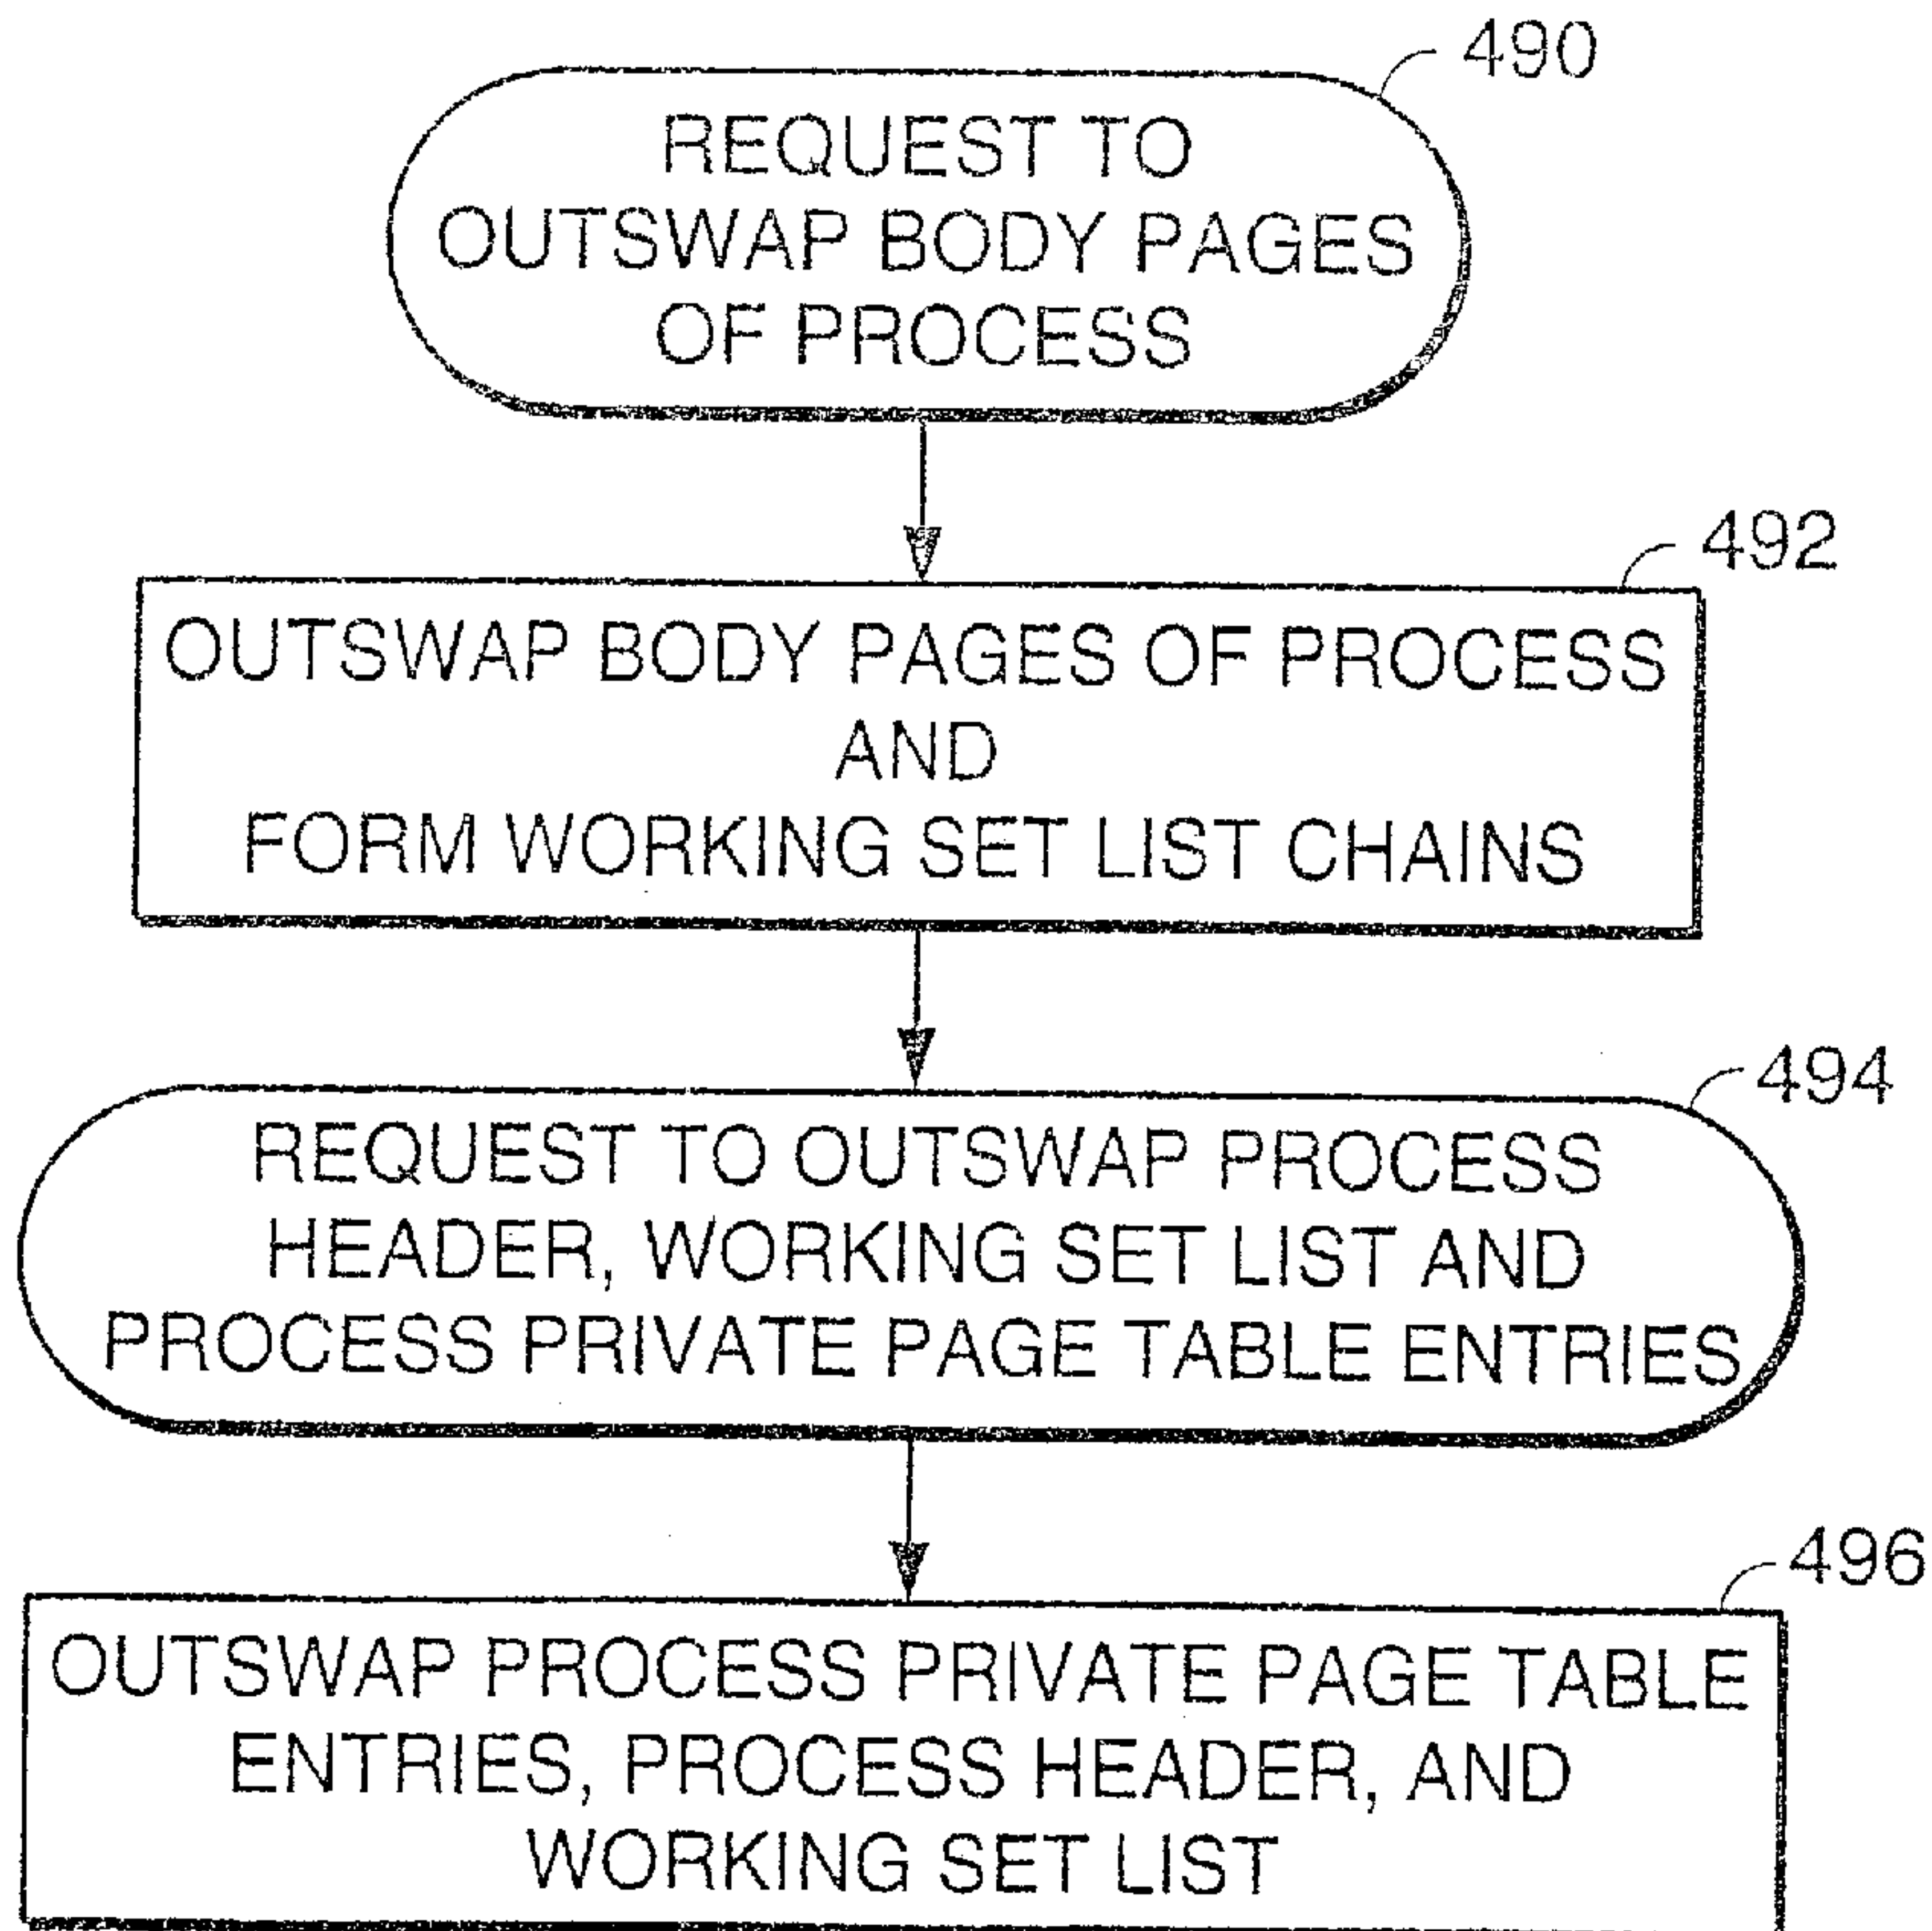 490
REQUEST TO
OUTSWAP BODY PAGES
OF PROCESS
492
OUTSWAP BODY PAGES OF PROCESS
AND
FORM WORKING SET LIST CHAINS
494
REQUEST TO OUTSWAP PROCESS
HEADER, WORKING SET LIST AND
PROCESS PRIVATE PAGE TABLE ENTRIES
496
OUTSWAP PROCESS PRIVATE PAGE TABLE
ENTRIES, PROCESS HEADER, AND
WORKING SET LIST